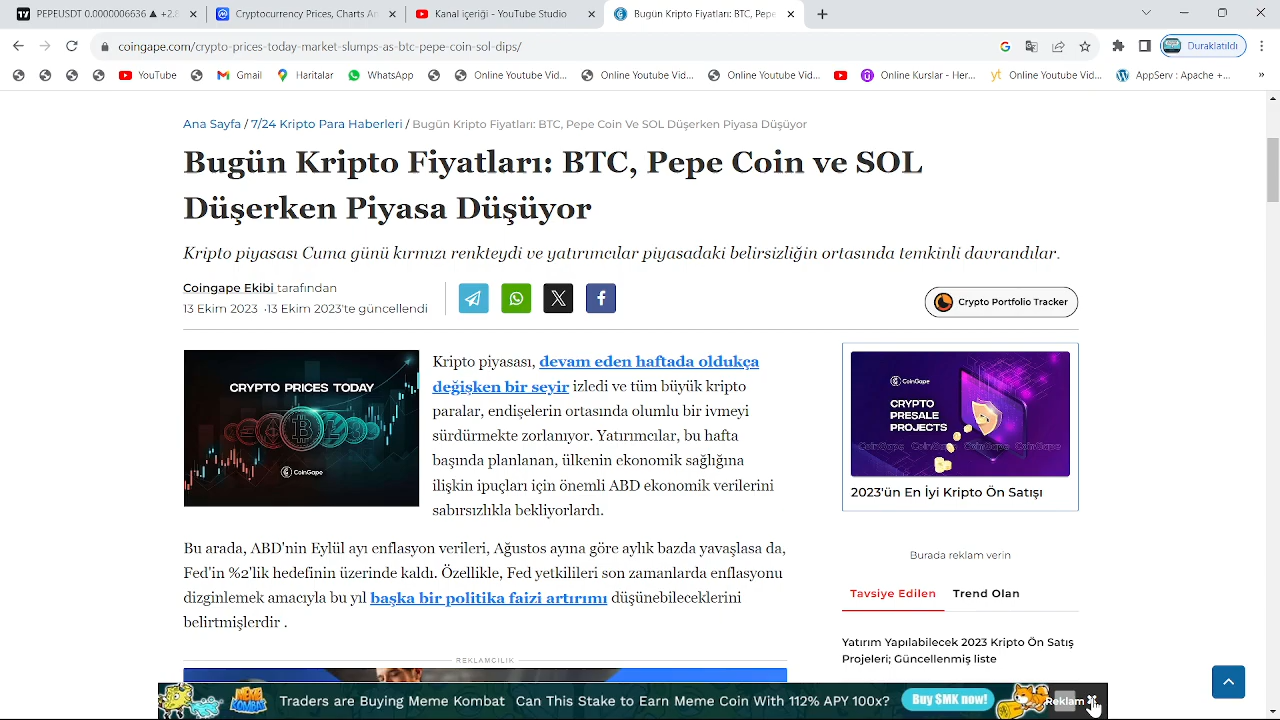 PEPEUSDT 0.0000006636 ▲ +2.8
Cryptocurrency Prices, Charts An
Kanal içeriği - YouTube Studio
Bugün Kripto Fiyatları: BTC, Pepe
coingape.com/crypto-prices-today-market-slumps-as-btc-pepe-coin-sol-dips/
Duraklatıldı
YouTube
Gmail
Haritalar
WhatsApp
Online Youtube Vid...
Online Youtube Vid...
Online Youtube Vid...
Online Kurslar - Her...
Online Youtube Vid...
AppServ : Apache +...
Ana Sayfa / 7/24 Kripto Para Haberleri / Bugün Kripto Fiyatları: BTC, Pepe Coin Ve SOL Düşerken Piyasa Düşüyor
Bugün Kripto Fiyatları: BTC, Pepe Coin ve SOL
Düşerken Piyasa Düşüyor
Kripto piyasası Cuma günü kırmızı renkteydi ve yatırımcılar piyasadaki belirsizliğin ortasında temkinli davrandılar.
Coingape Ekibi tarafından
13 Ekim 2023 · 13 Ekim 2023'te güncellendi
Crypto Portfolio Tracker
CRYPTO PRICES TODAY
CoinGape
Kripto piyasası, devam eden haftada oldukça
değişken bir seyir izledi ve tüm büyük kripto
paralar, endişelerin ortasında olumlu bir ivmeyi
sürdürmekte zorlanıyor. Yatırımcılar, bu hafta
başında planlanan, ülkenin ekonomik sağlığına
ilişkin ipuçları için önemli ABD ekonomik verilerini
sabırsızlıkla bekliyorlardı.
Bu arada, ABD'nin Eylül ayı enflasyon verileri, Ağustos ayına göre aylık bazda yavaşlasa da,
Fed'in %2'lik hedefinin üzerinde kaldı. Özellikle, Fed yetkilileri son zamanlarda enflasyonu
dizginlemek amacıyla bu yıl başka bir politika faizi artırımı düşünebileceklerini
belirtmişlerdir .
REKLAMCILIK
CoinGape
CRYPTO
PRESALE
PROJECTS
CoinGape CoinGape CoinGape CoinGape
2023'ün En İyi Kripto Ön Satışı
Burada reklam verin
Tavsiye Edilen
Trend Olan
Yatırım Yapılabilecek 2023 Kripto Ön Satış
Projeleri; Güncellenmiş liste
MEME KOMBAT
Traders are Buying Meme Kombat
Can This Stake to Earn Meme Coin With 112% APY 100x?
Buy $MK now!
Reklam